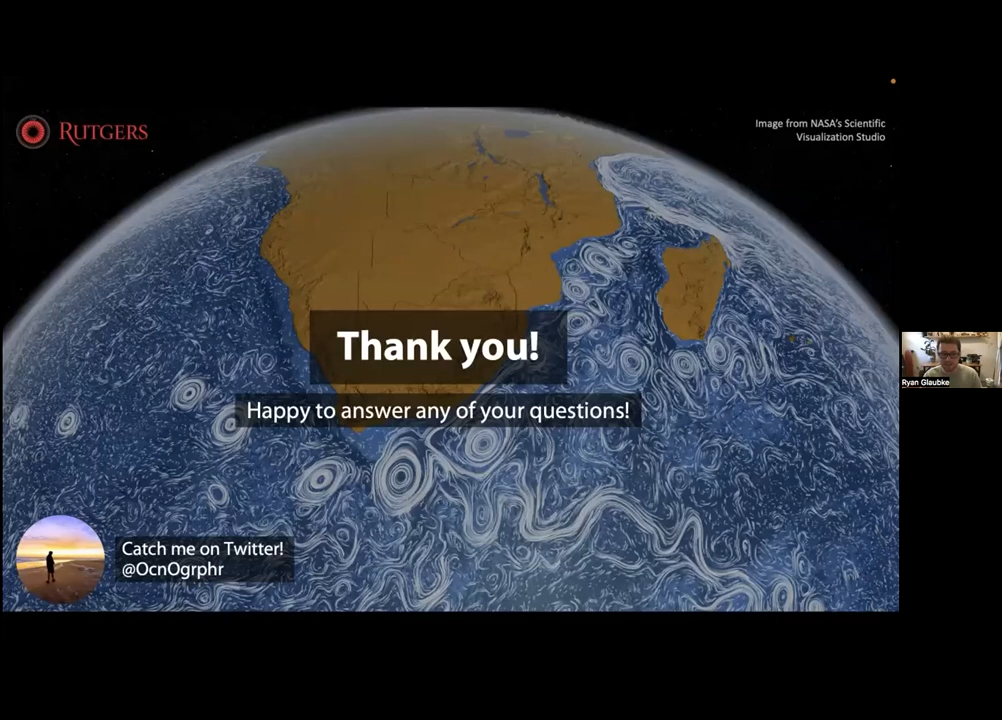 RUTGERS
Image from NASA's Scientific
Visualization Studio
Thank you!
Happy to answer any of your questions!
Ryan Glaubke
Catch me on Twitter!
@OcnOgrphr